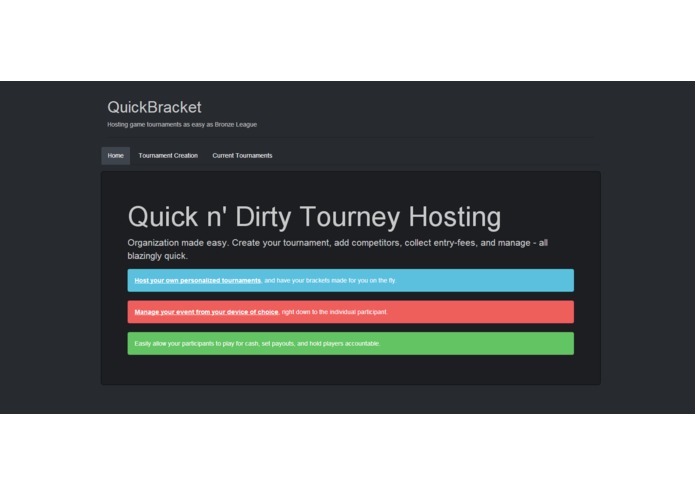 QuickBracket
Hosting game tournaments as easy as Bronze League
Home Tournament Creation Current Tournaments
Quick n' Dirty Tourney Hosting
Organization made easy. Create your tournament, add competitors, collect entry-fees, and manage - all
blazingly quick.
Host your own personalized tournaments, and have your brackets made for you on the fly
Manage your event from your device of choice, right down to the individual participant
Easily allow your participants to play for cash, set payouts, and hold players accountable.